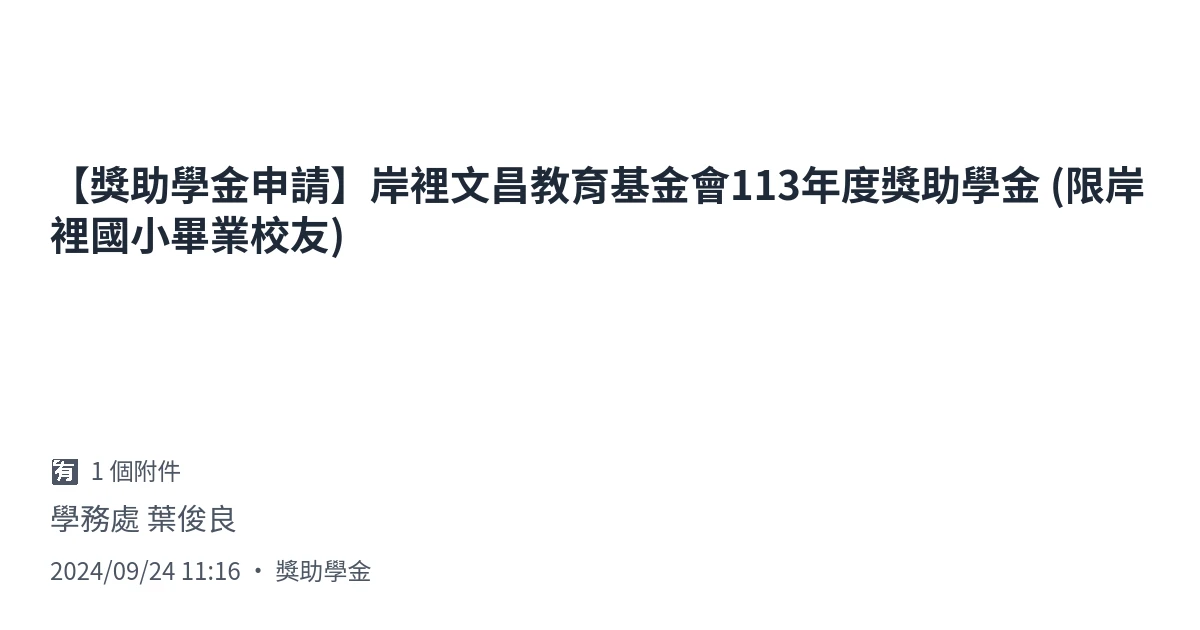 【獎助學金申請】岸裡文昌教育基金會113年度獎助學金 (限岸
裡國小畢業校友)
有 1 個附件
學務處 葉俊良
2024/09/24 11:16 • 獎助學金